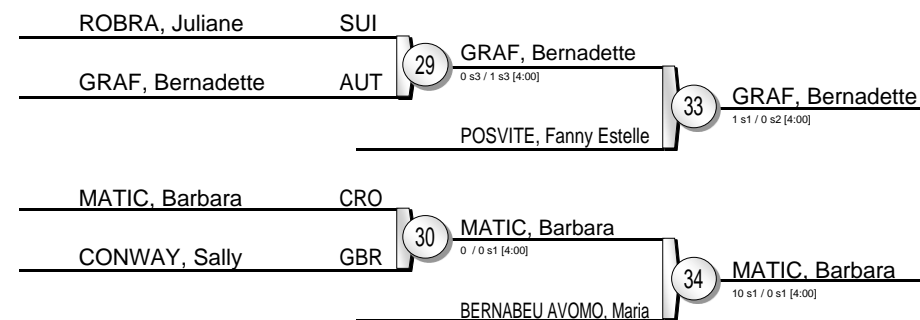 ROBRA, Juliane SUI
29
GRAF, Bernadette
0 s3 / 1 s3 [4:00]
GRAF, Bernadette AUT
33
GRAF, Bernadette
1 s1 / 0 s2 [4:00]
POSVITE, Fanny Estelle
MATIC, Barbara CRO
30
MATIC, Barbara
0 / 0 s1 [4:00]
CONWAY, Sally GBR
34
MATIC, Barbara
10 s1 / 0 s1 [4:00]
BERNABEU AVOMO, Maria